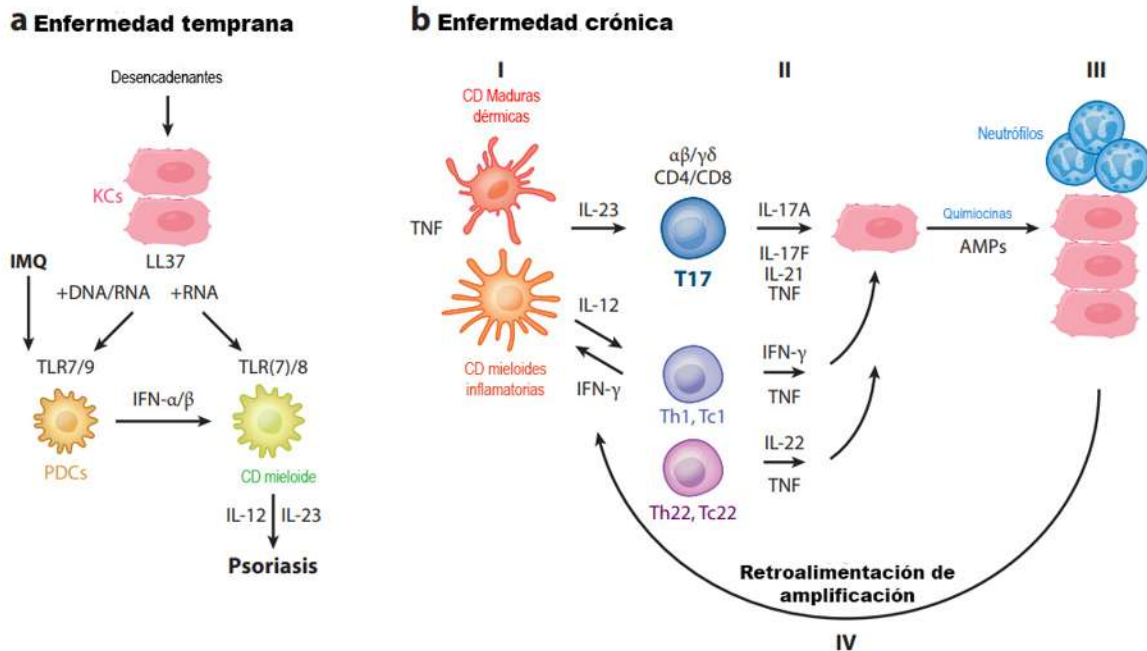 a Enfermedad temprana
Desencadenantes
KCs
IMQ
LL37
+DNA/RNA
+RNA
TLR7/9
TLR(7)/8
IFN-α/β
PDCs
CD mieloide
IL-12
IL-23
Psoriasis
b Enfermedad crónica
I
II
III
CD Maduras
dérmicas
TNF
CD mieloides
inflamatorias
IL-23
IL-12
IFN-γ
αβ/γδ
CD4/CD8
T17
Th1, Tc1
Th22, Tc22
IL-17A
IL-17F
IL-21
TNF
IFN-γ
TNF
IL-22
TNF
Quimiocinas
AMPs
Neutrófilos
Retroalimentación de
amplificación
IV